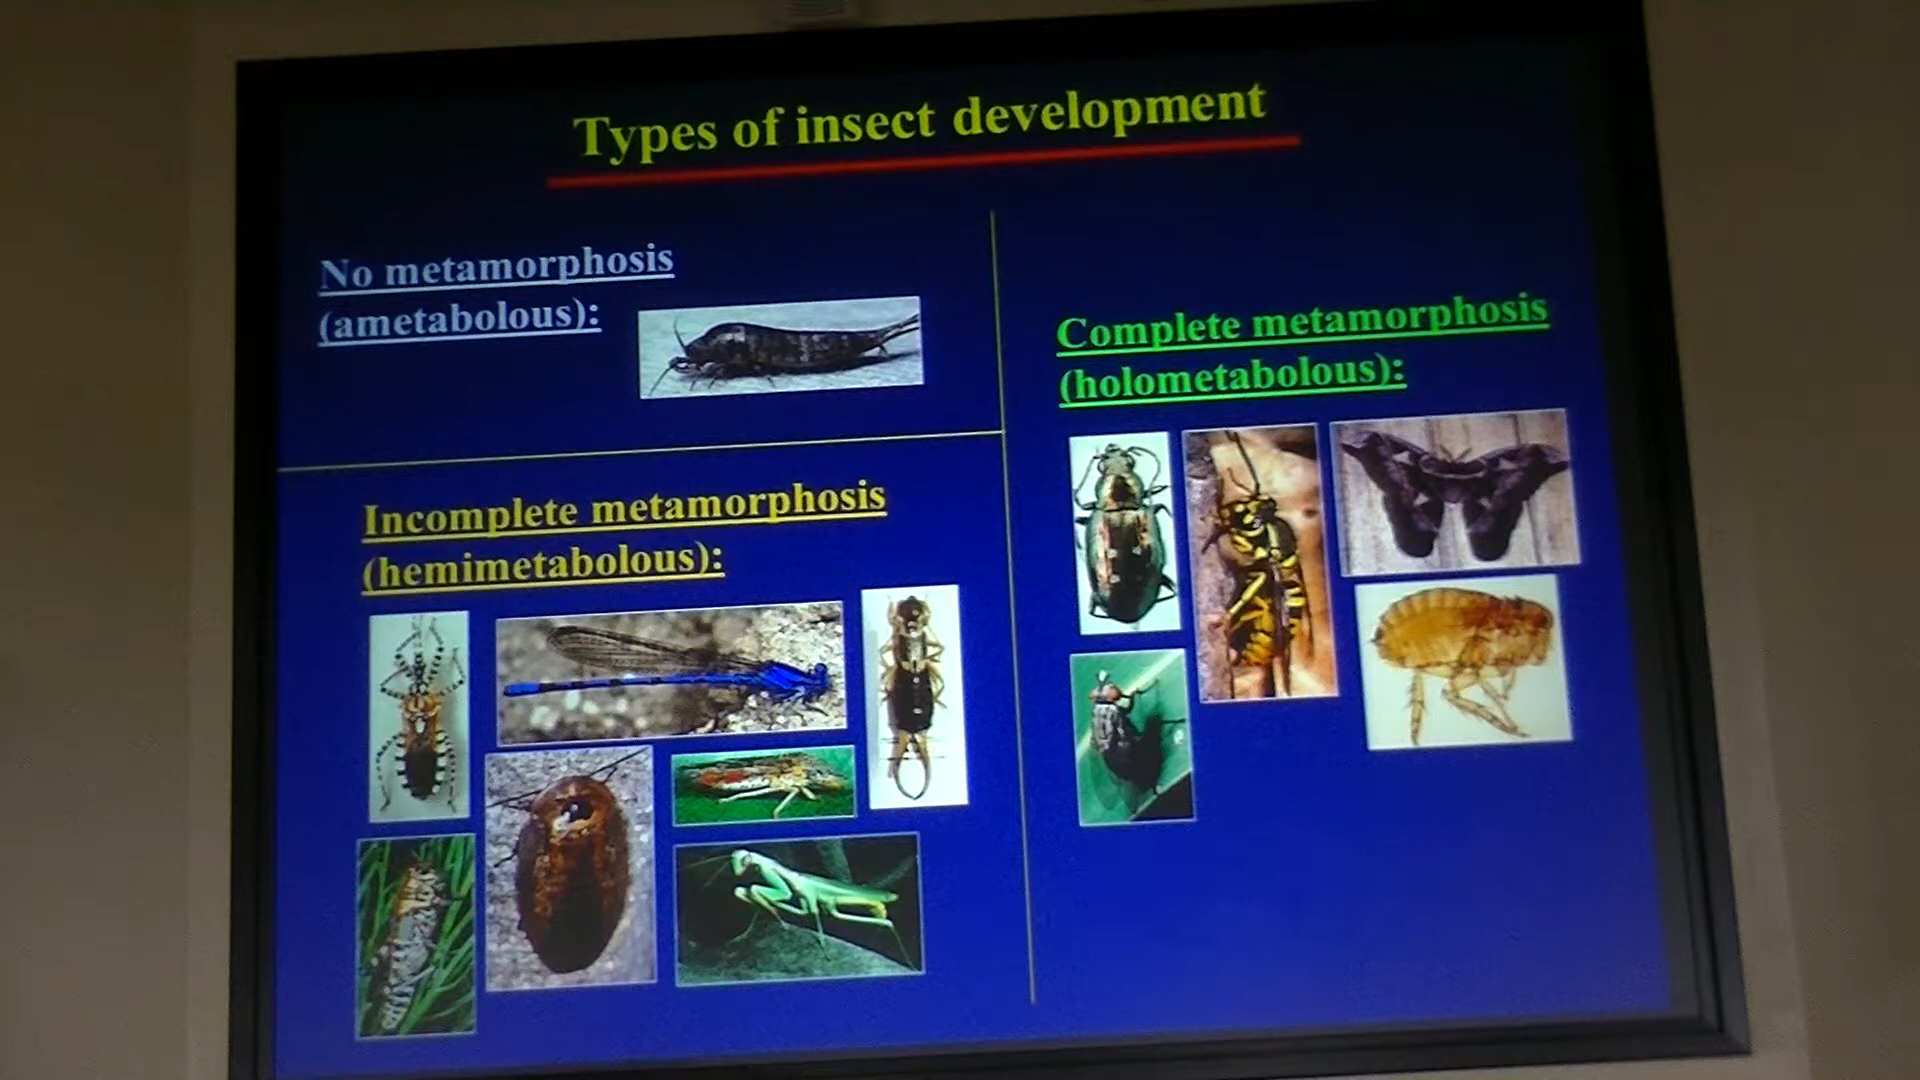 Types of insect development
No metamorphosis
(ametabolous):
Incomplete metamorphosis
(hemimetabolous):
Complete metamorphosis
(holometabolous):